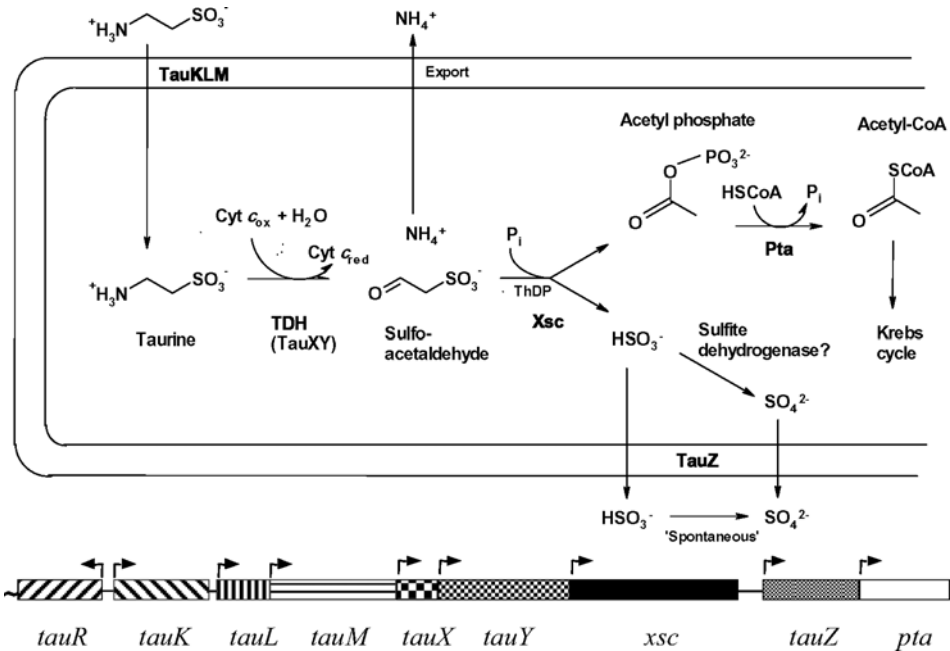 ⁺H₃N SO₃⁻
NH₄⁺
TauKLM
Export
Acetyl phosphate
Acetyl-CoA
O PO₃²⁻
O
HSCoA
Pᵢ
SCoA
O
Pta
Cyt c ox + H₂O
Cyt c red
NH₄⁺
Pᵢ
⁺H₃N SO₃⁻
O SO₃⁻
ThDP
Xsc
Taurine
TDH
(TauXY)
Sulfo-
acetaldehyde
HSO₃⁻
Sulfite
dehydrogenase?
Krebs
cycle
SO₄²⁻
TauZ
HSO₃⁻
'Spontaneous'
SO₄²⁻
tauR tauK tauL tauM tauX tauY xsc tauZ pta